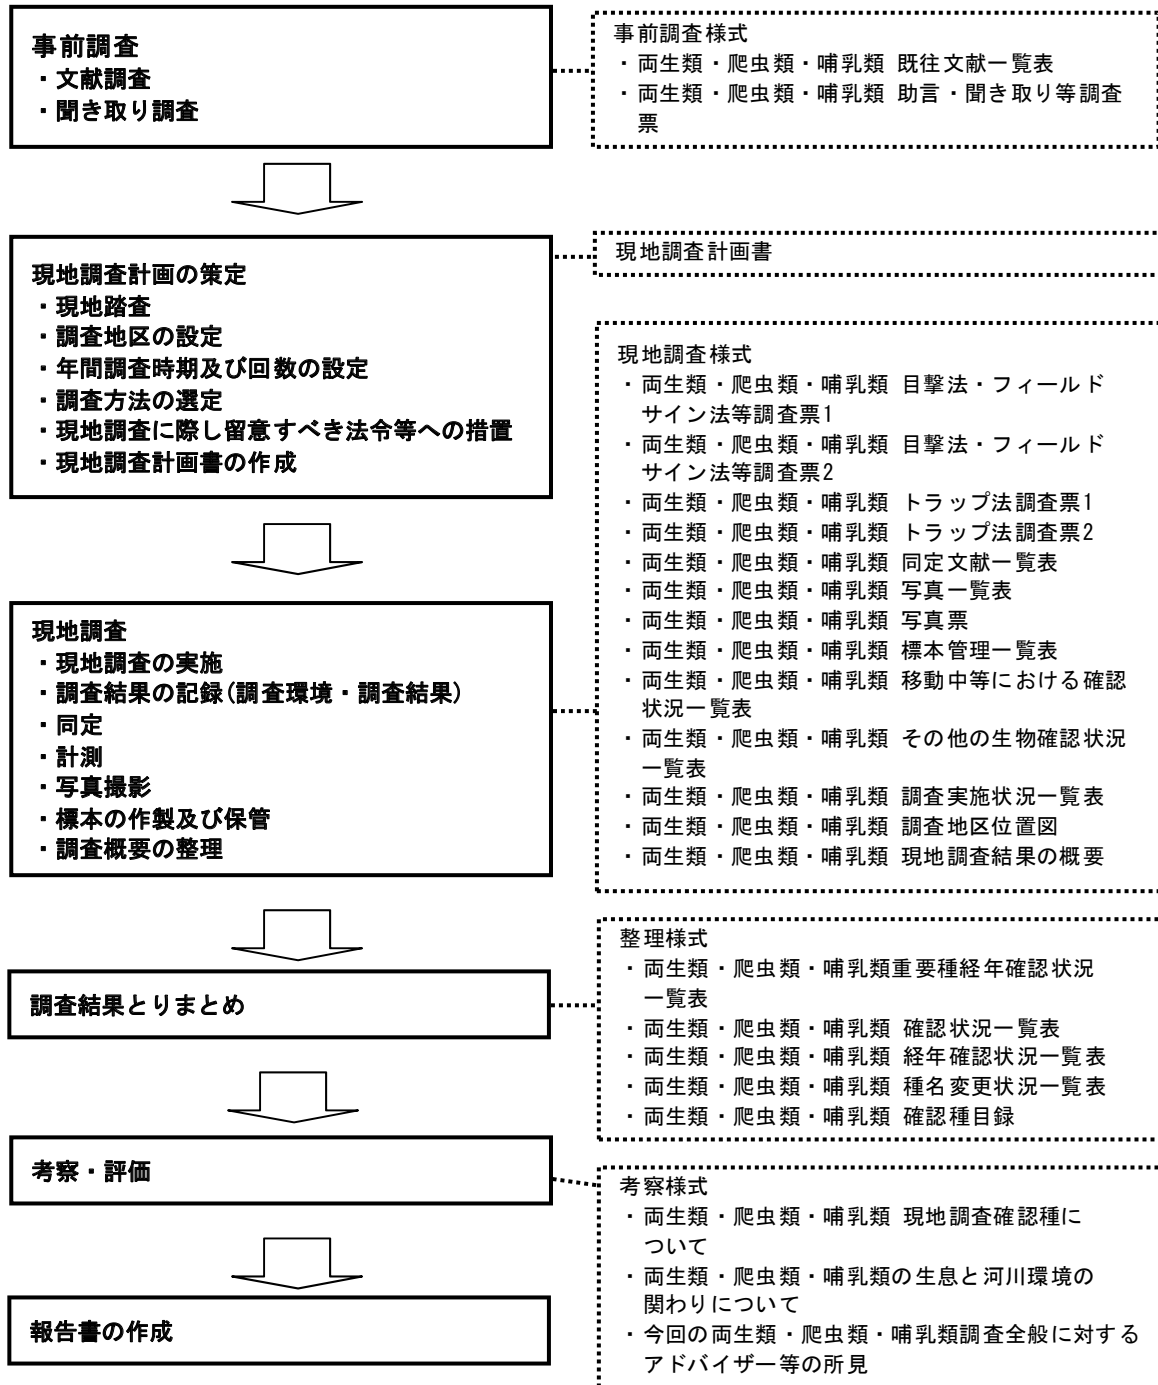 事前調査
・文献調査
・聞き取り調査
事前調査様式
・両生類・爬虫類・哺乳類 既往文献一覧表
・両生類・爬虫類・哺乳類 助言・聞き取り等調査
票
現地調査計画の策定
・現地踏査
・調査地区の設定
・年間調査時期及び回数の設定
・調査方法の選定
・現地調査に際し留意すべき法令等への措置
・現地調査計画書の作成
現地調査計画書
現地調査
・現地調査の実施
・調査結果の記録(調査環境・調査結果)
・同定
・計測
・写真撮影
・標本の作製及び保管
・調査概要の整理
現地調査様式
・両生類・爬虫類・哺乳類 目撃法・フィールド
サイン法等調査票1
・両生類・爬虫類・哺乳類 目撃法・フィールド
サイン法等調査票2
・両生類・爬虫類・哺乳類 トラップ法調査票1
・両生類・爬虫類・哺乳類 トラップ法調査票2
・両生類・爬虫類・哺乳類 同定文献一覧表
・両生類・爬虫類・哺乳類 写真一覧表
・両生類・爬虫類・哺乳類 写真票
・両生類・爬虫類・哺乳類 標本管理一覧表
・両生類・爬虫類・哺乳類 移動中等における確認
状況一覧表
・両生類・爬虫類・哺乳類 その他の生物確認状況
一覧表
・両生類・爬虫類・哺乳類 調査実施状況一覧表
・両生類・爬虫類・哺乳類 調査地区位置図
・両生類・爬虫類・哺乳類 現地調査結果の概要
調査結果とりまとめ
整理様式
・両生類・爬虫類・哺乳類重要種経年確認状況
一覧表
・両生類・爬虫類・哺乳類 確認状況一覧表
・両生類・爬虫類・哺乳類 経年確認状況一覧表
・両生類・爬虫類・哺乳類 種名変更状況一覧表
・両生類・爬虫類・哺乳類 確認種目録
考察・評価
考察様式
・両生類・爬虫類・哺乳類 現地調査確認種に
ついて
・両生類・爬虫類・哺乳類の生息と河川環境の
関わりについて
・今回の両生類・爬虫類・哺乳類調査全般に対する
アドバイザー等の所見
報告書の作成